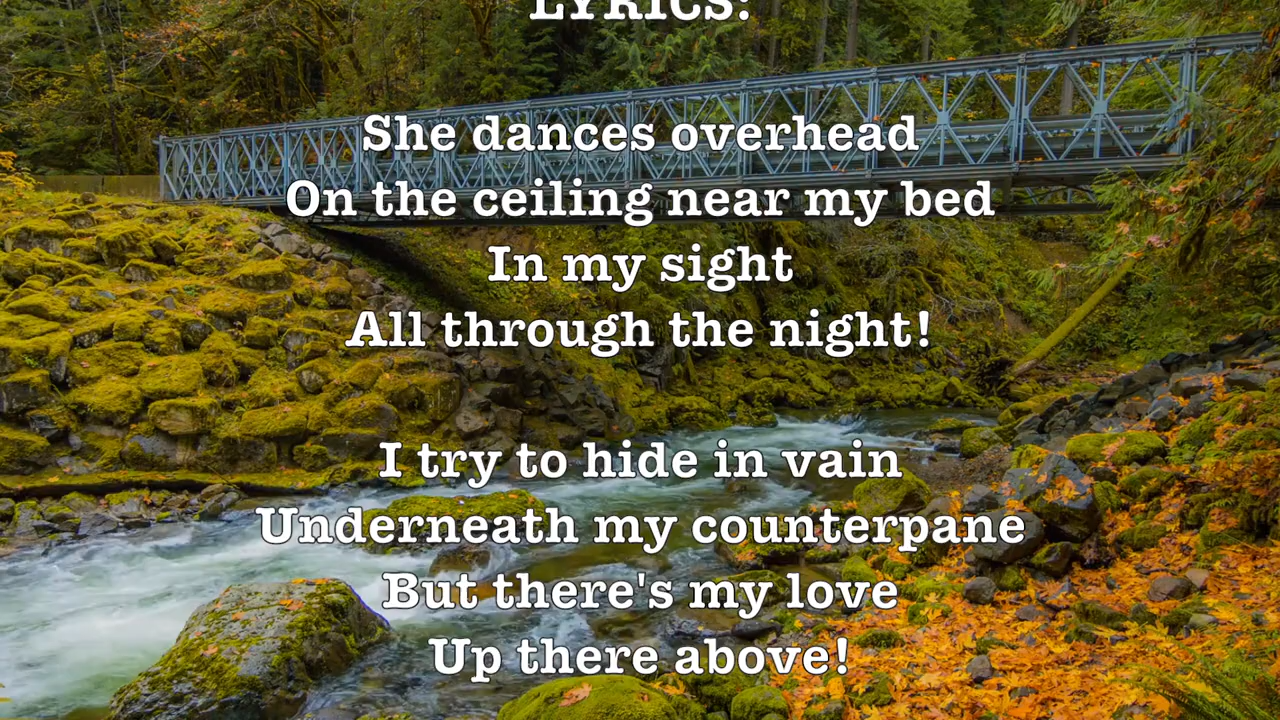 LYRICS:
She dances overhead
On the ceiling near my bed
In my sight
All through the night!
I try to hide in vain
Underneath my counterpane
But there's my love
Up there above!